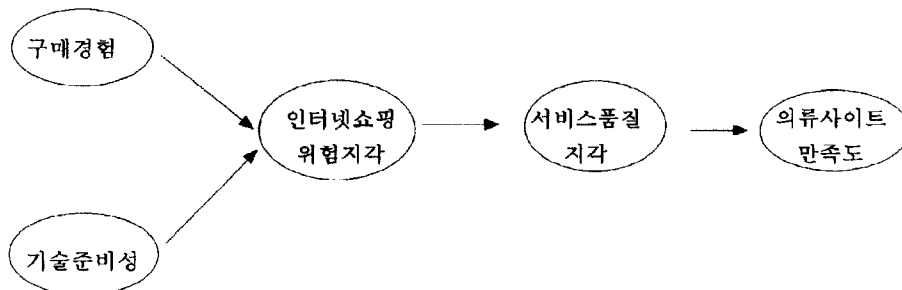 구매경험
인터넷쇼핑
위험지각
서비스품질
지각
의류사이트
만족도
기술준비성